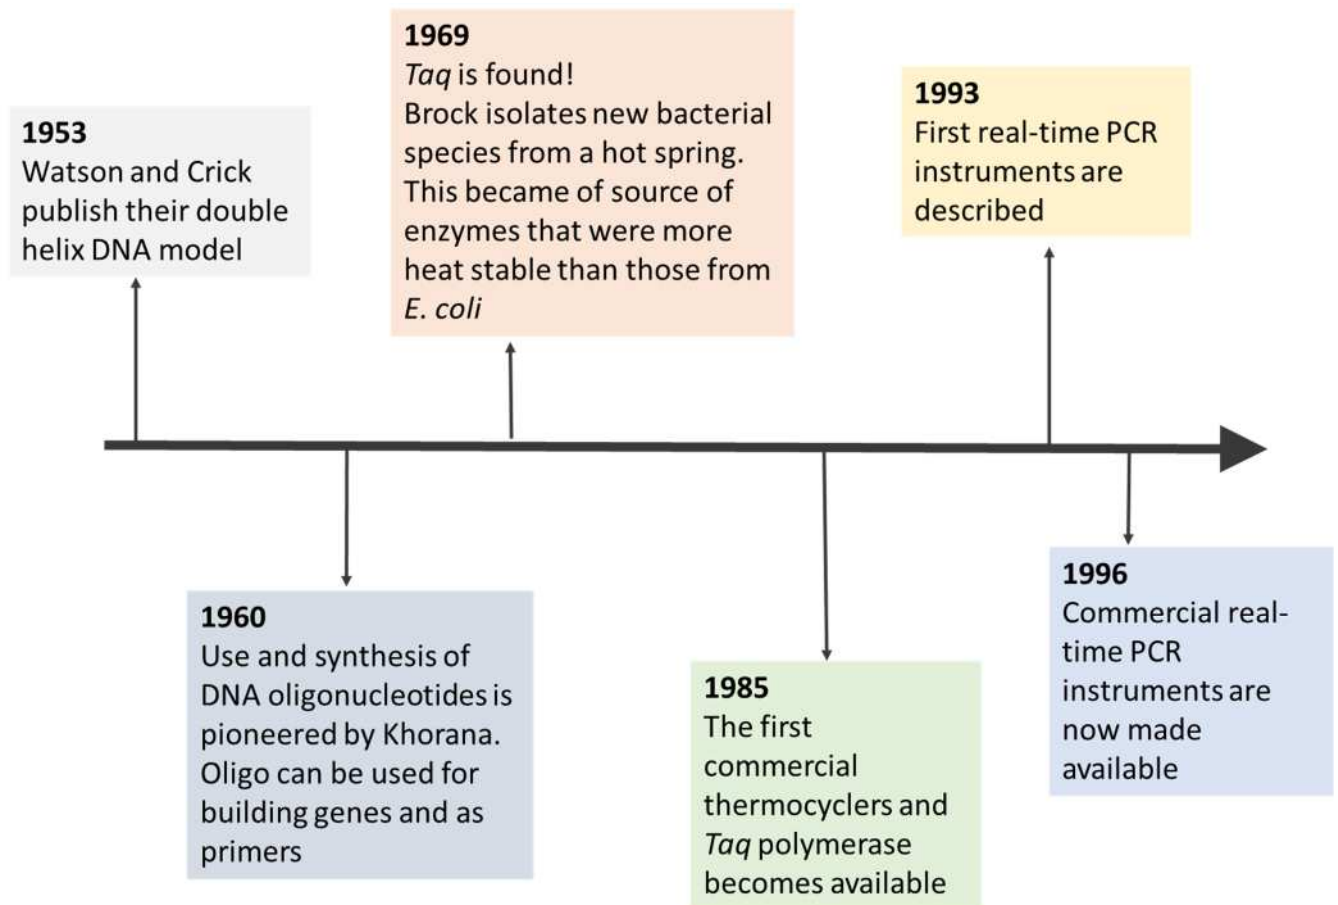 1953
Watson and Crick
publish their double
helix DNA model
1960
Use and synthesis of
DNA oligonucleotides is
pioneered by Khorana.
Oligo can be used for
building genes and as
primers
1969
Taq is found!
Brock isolates new bacterial
species from a hot spring.
This became of source of
enzymes that were more
heat stable than those from
E. coli
1985
The first
commercial
thermocyclers and
Taq polymerase
becomes available
1993
First real-time PCR
instruments are
described
1996
Commercial real-
time PCR
instruments are
now made
available